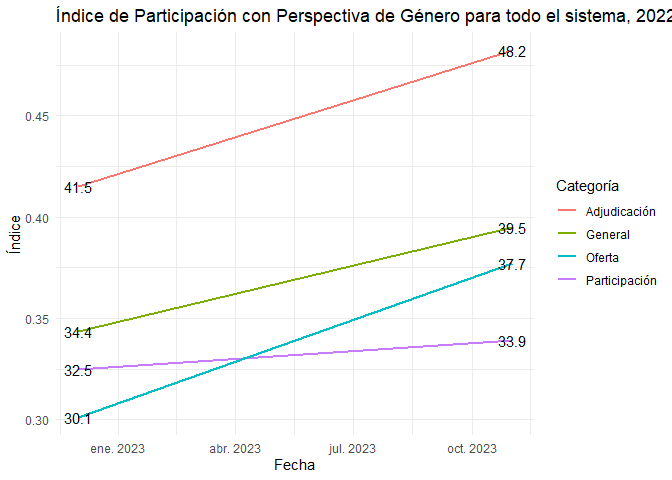 Índice de Participación con Perspectiva de Género para todo el sistema, 2022
48.2
0.45
41.5
Categoría
Adjudicación
General
Oferta
Participación
0.40
39.5
37.7
Índice
0.35
34.4
33.9
32.5
30.1
0.30
ene. 2023
abr. 2023
jul. 2023
oct. 2023
Fecha